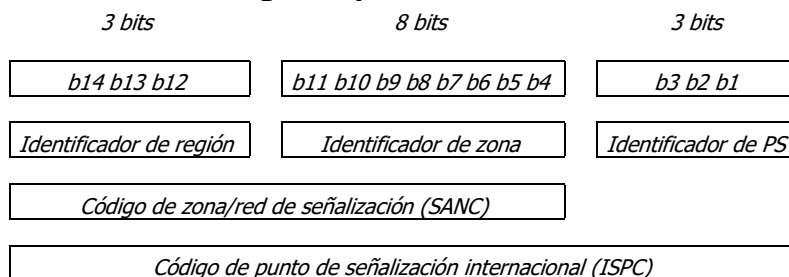 3 bits 8 bits 3 bits
b14 b13 b12 b11 b10 b9 b8 b7 b6 b5 b4 b3 b2 b1
Identificador de región Identificador de zona Identificador de PS
Código de zona/red de señalización (SANC)
Código de punto de señalización internacional (ISPC)